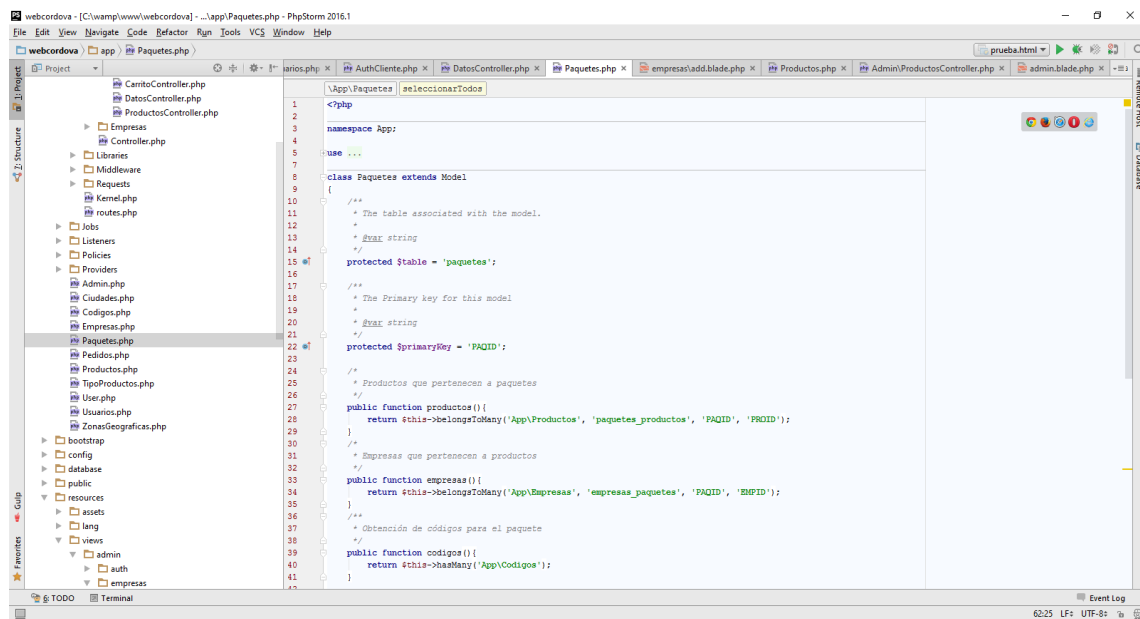 webcordova - [C:\wamp\www\webcordova] - ...\app\Paquetes.php - PhpStorm 2016.1
File Edit View Navigate Code Refactor Run Tools VCS Window Help
webcordova app Paquetes.php prueba.html
Project arios.php AuthCliente.php DatosController.php Paquetes.php empresas\add.blade.php Productos.php Admin\ProductosController.php admin.blade.php
1: Project
7: Structure
Gulp
Favorites
CarritoController.php
DatosController.php
ProductosController.php
Empresas
Controller.php
Libraries
Middleware
Requests
Kernel.php
routes.php
Jobs
Listeners
Policies
Providers
Admin.php
Ciudades.php
Codigos.php
Empresas.php
Paquetes.php
Pedidos.php
Productos.php
TipoProductos.php
User.php
Usuarios.php
ZonasGeograficas.php
bootstrap
config
database
public
resources
assets
lang
views
admin
auth
empresas
\App\Paquetes seleccionarTodos
1 <?php
2
3 namespace App;
4
5 use ...
7
8 class Paquetes extends Model
9 {
10 /**
11 * The table associated with the model.
12 *
13 * @var string
14 */
15 protected $table = 'paquetes';
16
17 /**
18 * The Primary key for this model
19 *
20 * @var string
21 */
22 protected $primaryKey = 'PAQID';
23
24 /*
25 * Productos que pertenecen a paquetes
26 */
27 public function productos(){
28 return $this->belongsToMany('App\Productos', 'paquetes_productos', 'PAQID', 'PROID');
29 }
30 /*
31 * Empresas que pertenecen a productos
32 */
33 public function empresas(){
34 return $this->belongsToMany('App\Empresas', 'empresas_paquetes', 'PAQID', 'EMPID');
35 }
36 /**
37 * Obtención de códigos para el paquete
38 */
39 public function codigos(){
40 return $this->hasMany('App\Codigos');
41 }
Remote Host
Database
6: TODO Terminal Event Log
62:25 LF UTF-8